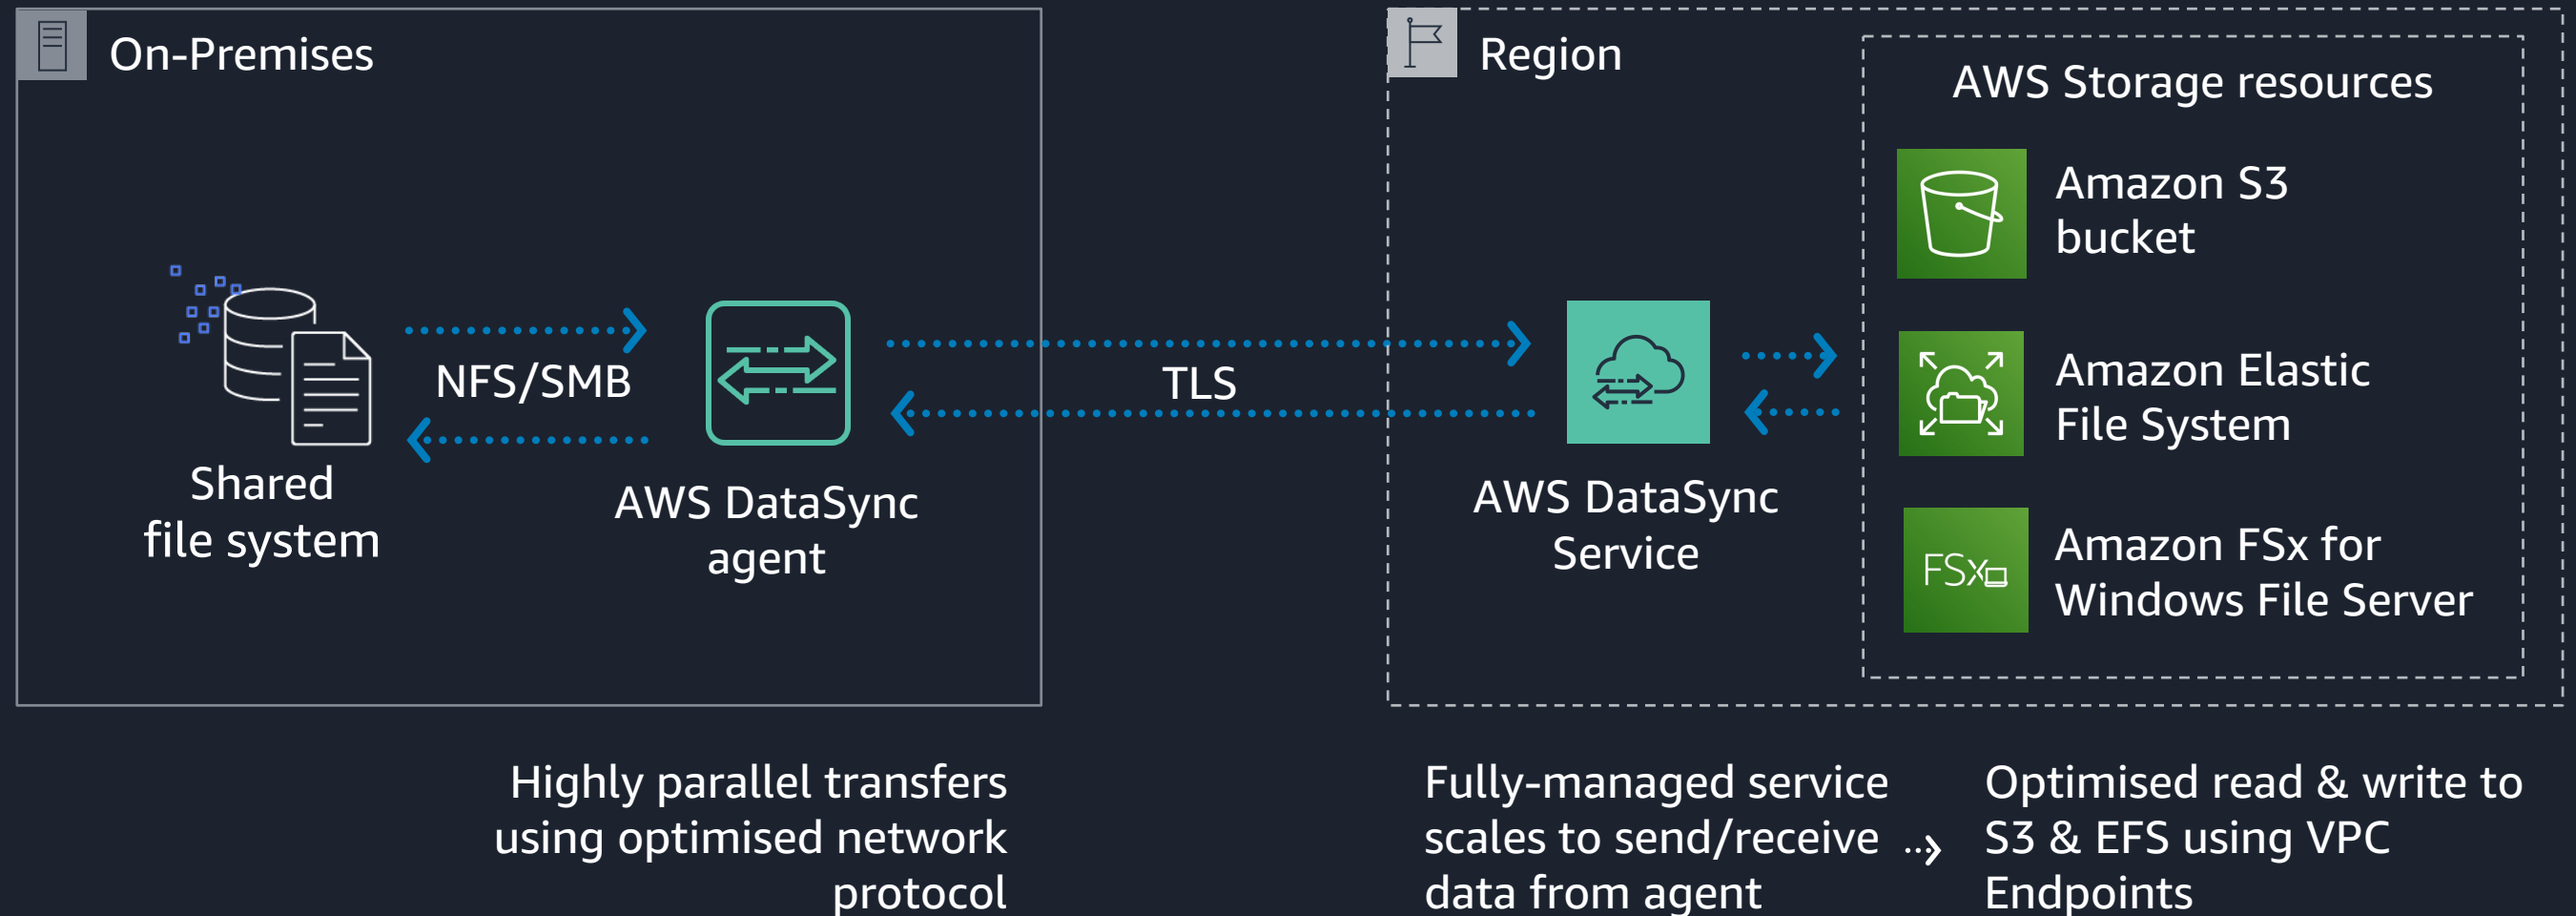 On-Premises
Shared
file system
NFS/SMB
AWS DataSync
agent
TLS
Region
AWS DataSync
Service
AWS Storage resources
Amazon S3
bucket
Amazon Elastic
File System
FSx
Amazon FSx for
Windows File Server
Highly parallel transfers
using optimised network
protocol
Fully-managed service
scales to send/receive
data from agent
Optimised read & write to
S3 & EFS using VPC
Endpoints